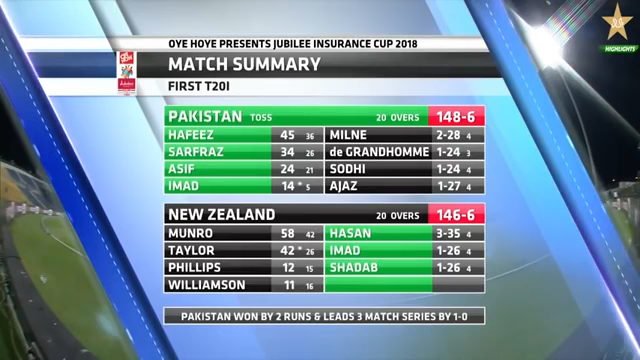 HIGHLIGHTS
OYE HOYE PRESENTS JUBILEE INSURANCE CUP 2018
MATCH SUMMARY
FIRST T20I
PAKISTAN TOSS 20 OVERS 148-6
HAFEEZ 45 36 MILNE 2-28 4
SARFRAZ 34 26 de GRANDHOMME 1-24 3
ASIF 24 21 SODHI 1-24 4
IMAD 14* 5 AJAZ 1-27 4
NEW ZEALAND 20 OVERS 146-6
MUNRO 58 42 HASAN 3-35 4
TAYLOR 42* 26 IMAD 1-26 4
PHILLIPS 12 15 SHADAB 1-26 4
WILLIAMSON 11 16
PAKISTAN WON BY 2 RUNS & LEADS 3 MATCH SERIES BY 1-0